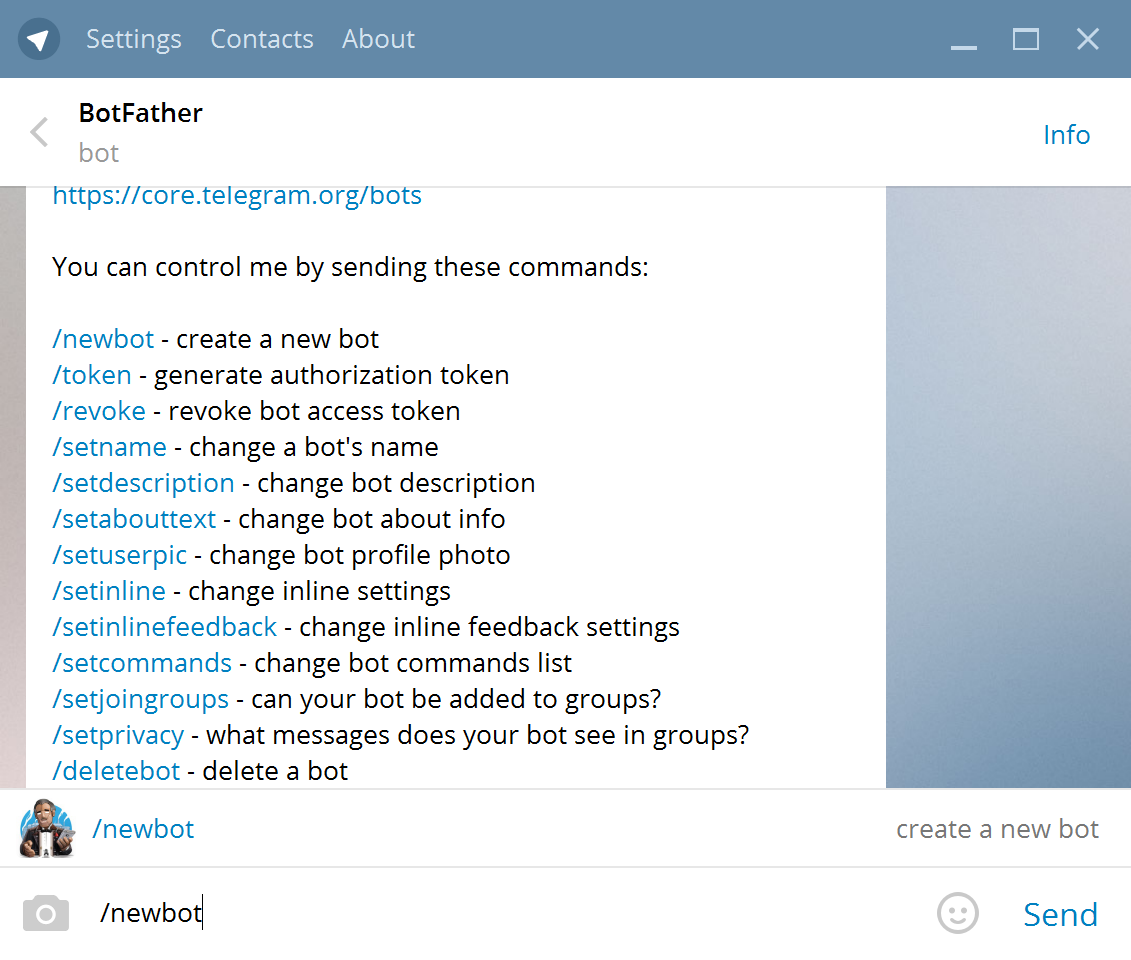 Settings Contacts About
BotFather
bot
Info
https://core.telegram.org/bots
You can control me by sending these commands:
/newbot - create a new bot
/token - generate authorization token
/revoke - revoke bot access token
/setname - change a bot's name
/setdescription - change bot description
/setabouttext - change bot about info
/setuserpic - change bot profile photo
/setinline - change inline settings
/setinlinefeedback - change inline feedback settings
/setcommands - change bot commands list
/setjoingroups - can your bot be added to groups?
/setprivacy - what messages does your bot see in groups?
/deletebot - delete a bot
/newbot create a new bot
/newbot Send